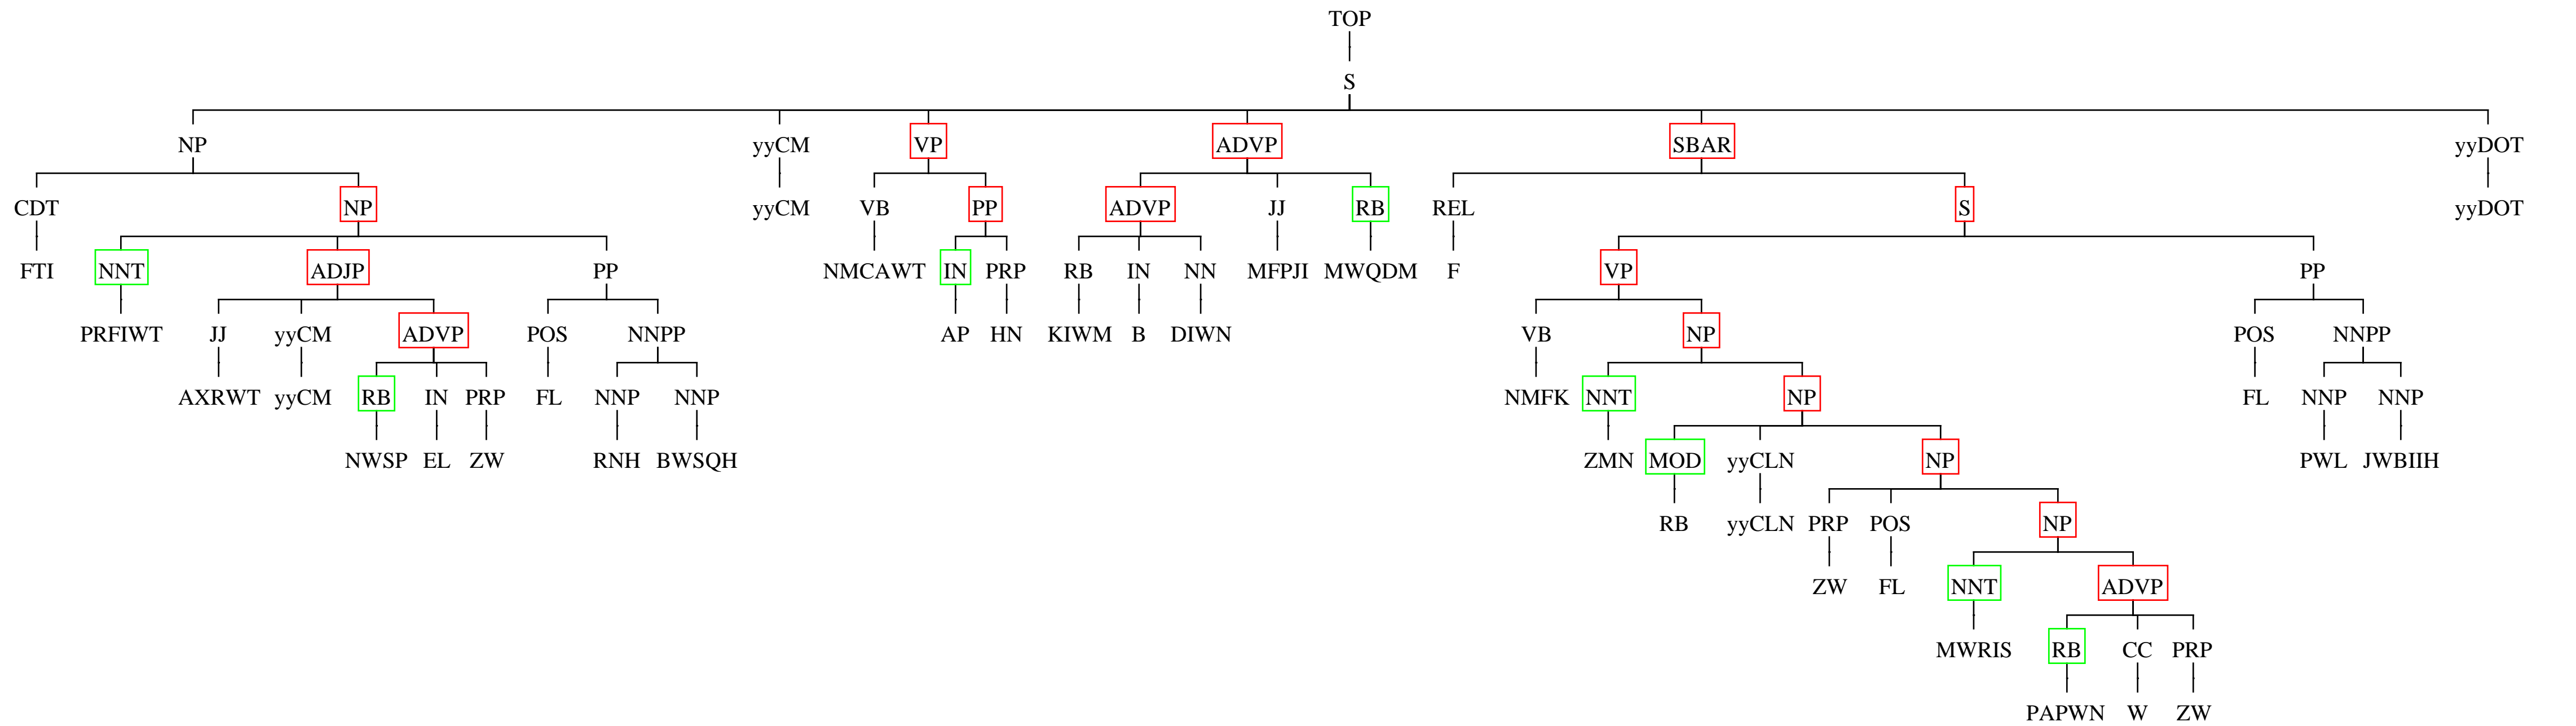 TOP
S
NP yyCM VP ADVP SBAR yyDOT
CDT NP yyCM VB PP ADVP JJ RB REL S yyDOT
FTI NNT ADJP PP NMCAWT IN PRP RB IN NN MFPJI MWQDM F VP PP
PRFIWT JJ yyCM ADVP POS NNPP AP HN KIWM B DIWN VB NP POS NNPP
AXRWT yyCM RB IN PRP FL NNP NNP NMFK NNT NP FL NNP NNP
NWSP EL ZW RNH BWSQH ZMN MOD yyCLN NP PWL JWBIIH
RB yyCLN PRP POS NP
ZW FL NNT ADVP
MWRIS RB CC PRP
PAPWN W ZW